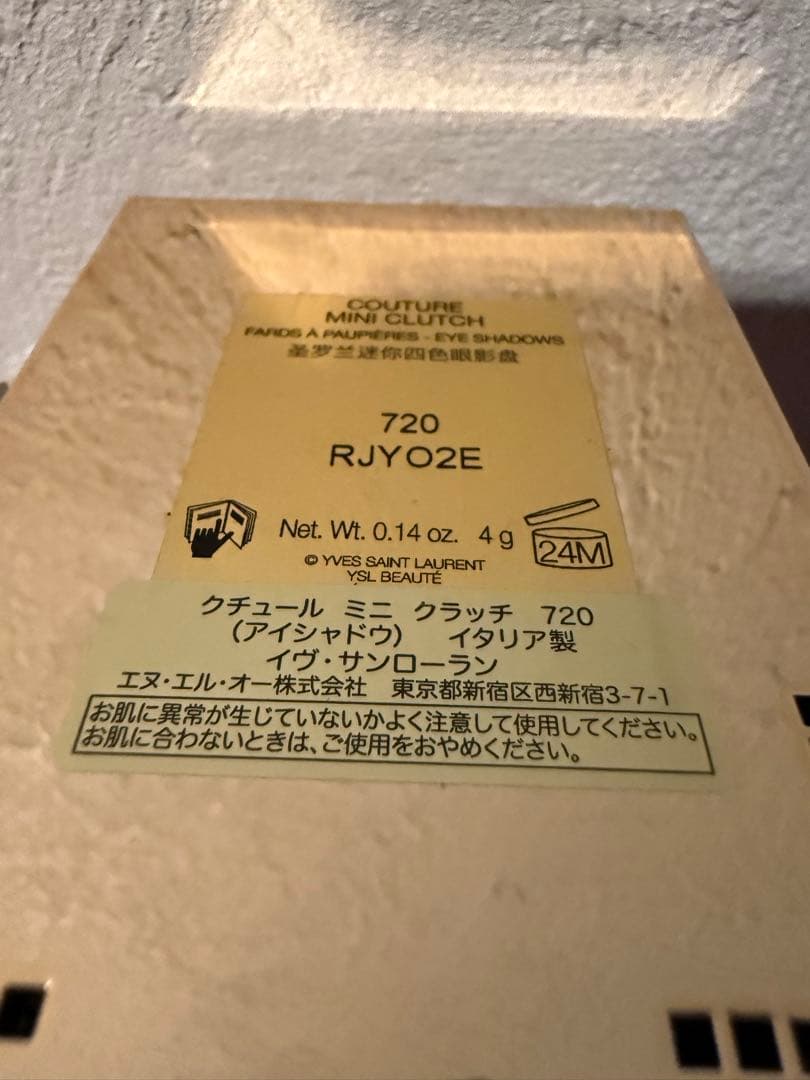 COUTURE
MINI CLUTCH
FARDS À PAUPIÈRES - EYE SHADOWS
圣罗兰迷你四色眼影盘
720
RJY02E
Net. Wt. 0.14 oz. 4 g
24M
© YVES SAINT LAURENT
YSL BEAUTÉ
クチュール ミニ クラッチ 720
(アイシャドウ) イタリア製
イヴ・サンローラン
エヌ・エル・オー株式会社 東京都新宿区西新宿3-7-1
お肌に異常が生じていないかよく注意して使用してください。
お肌に合わないときは、ご使用をおやめください。